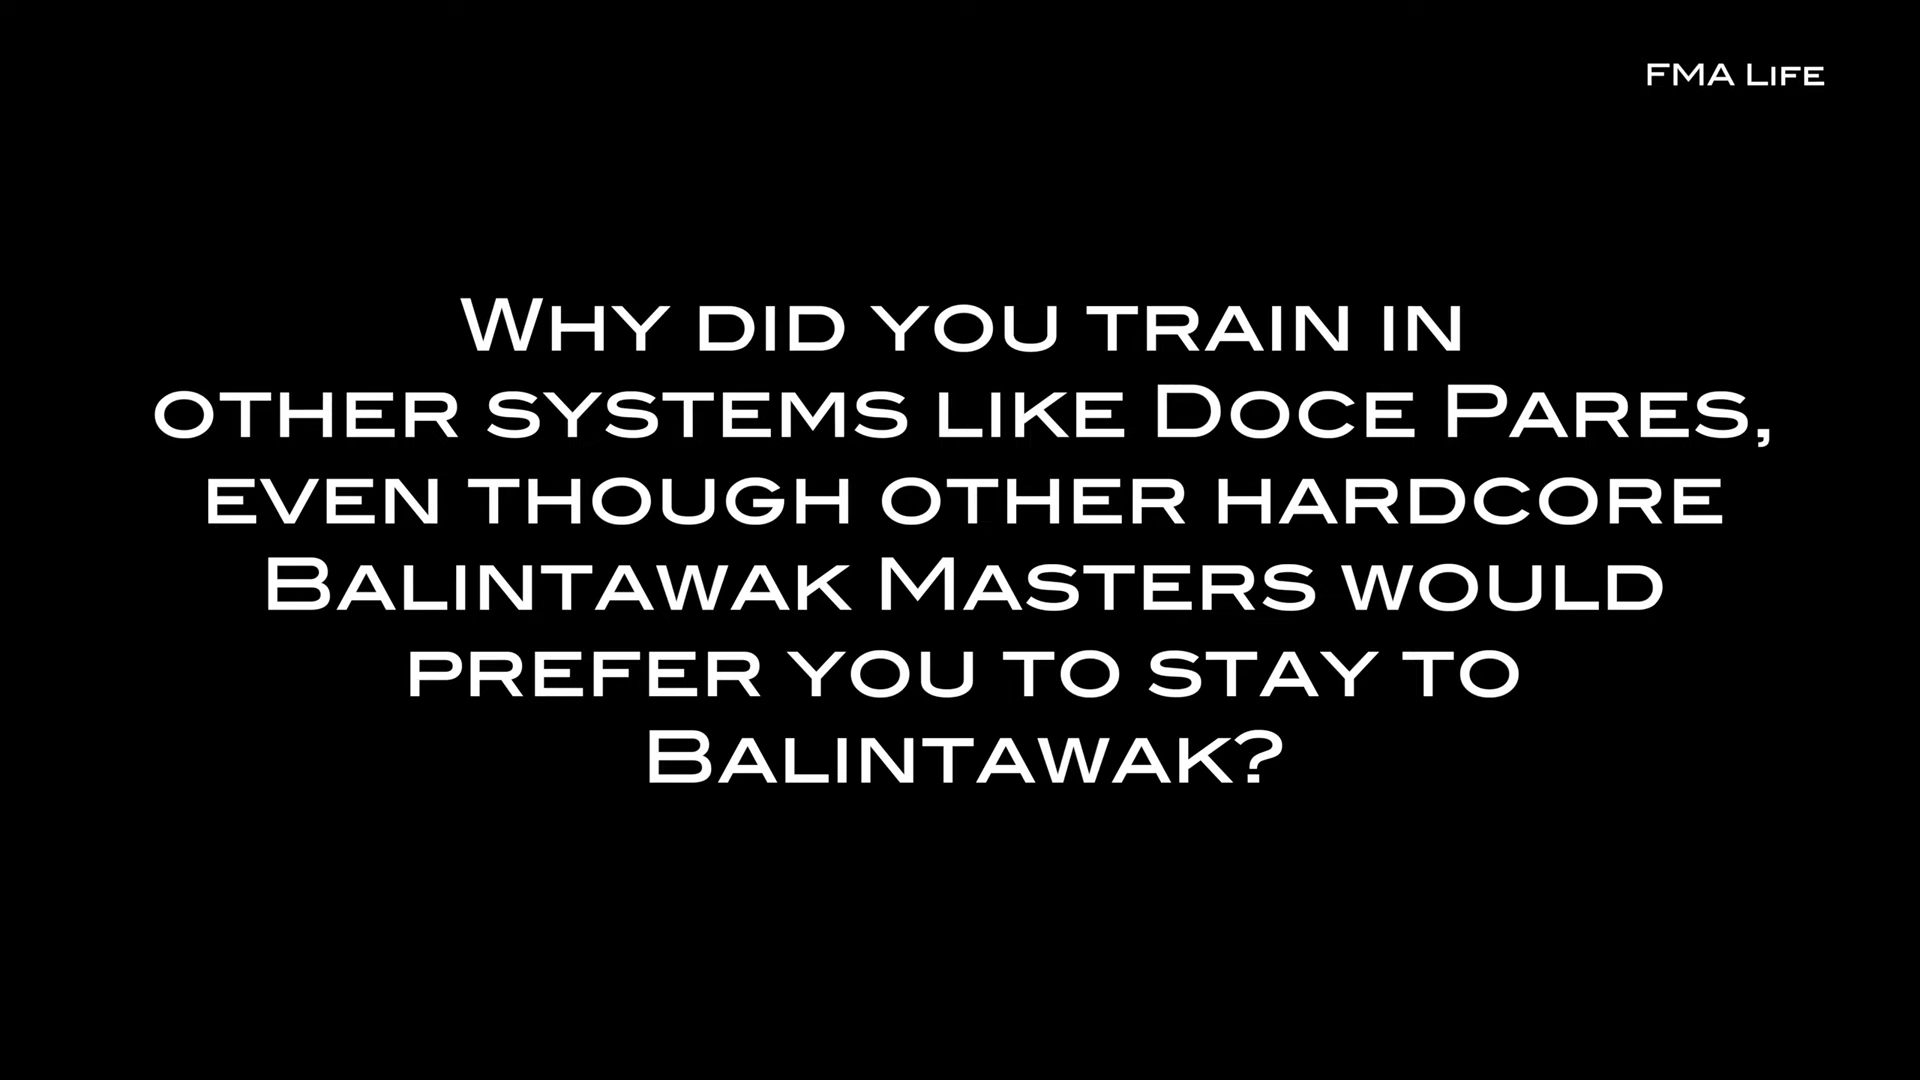 FMA Life
Why did you train in
other systems like Doce Pares,
even though other hardcore
Balintawak Masters would
prefer you to stay to
Balintawak?